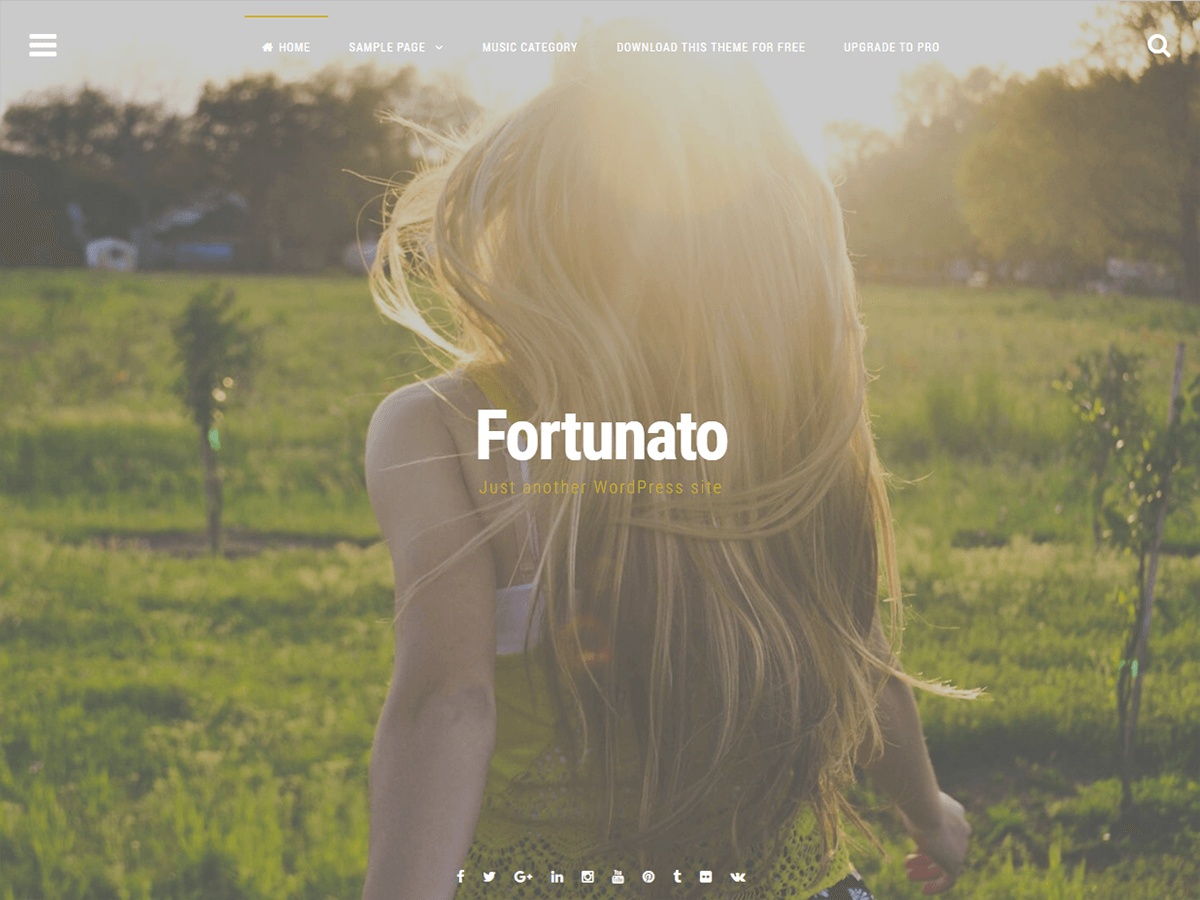 HOME SAMPLE PAGE MUSIC CATEGORY DOWNLOAD THIS THEME FOR FREE UPGRADE TO PRO
Fortunato
Just another WordPress site